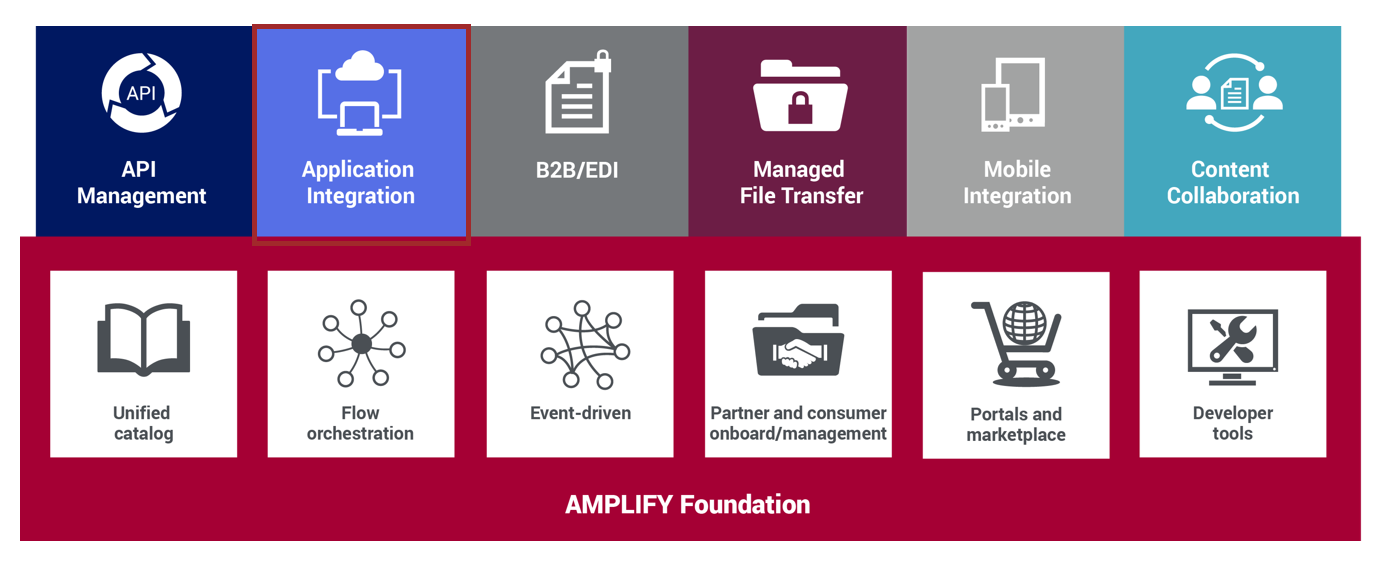 API
API
Management
Application
Integration
B2B/EDI
Managed
File Transfer
Mobile
Integration
Content
Collaboration
Unified
catalog
Flow
orchestration
Event-driven
Partner and consumer
onboard/management
Portals and
marketplace
Developer
tools
AMPLIFY Foundation